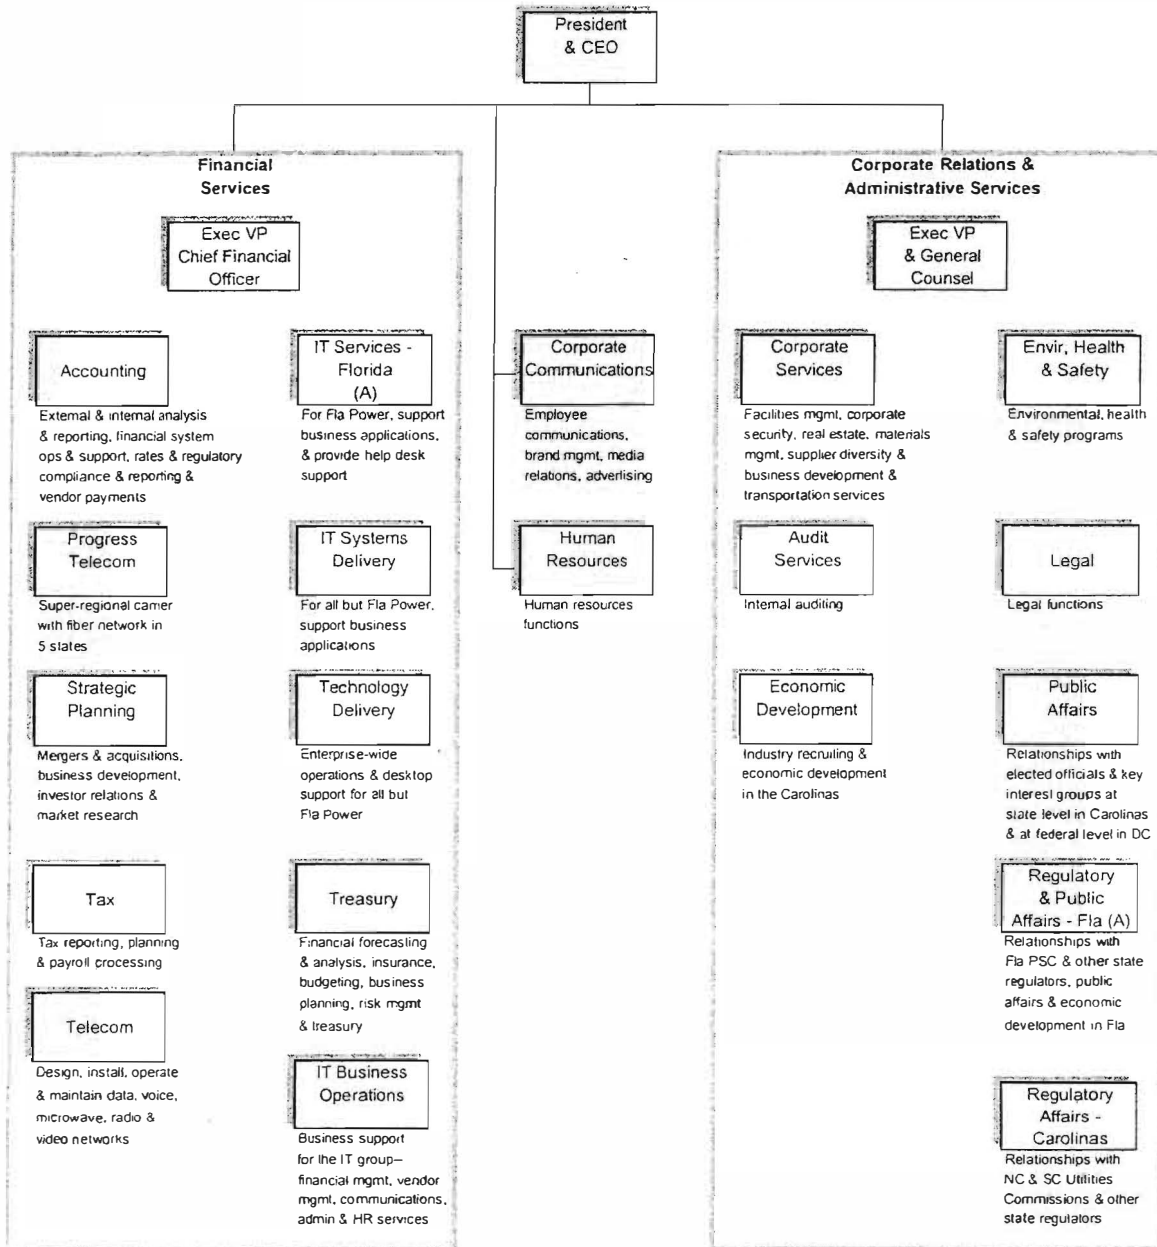 President
& CEO
Financial
Services
Exec VP
Chief Financial
Officer
Accounting
External & internal analysis
& reporting, financial system
ops & support, rates & regulatory
compliance & reporting &
vendor payments
IT Services -
Florida
(A)
For Fla Power, support
business applications,
& provide help desk
support
Progress
Telecom
Super-regional carrier
with fiber network in
5 states
IT Systems
Delivery
For all but Fla Power,
support business
applications
Strategic
Planning
Mergers & acquisitions,
business development,
investor relations &
market research
Technology
Delivery
Enterprise-wide
operations & desktop
support for all but
Fla Power
Tax
Tax reporting, planning
& payroll processing
Treasury
Financial forecasting
& analysis, insurance,
budgeting, business
planning, risk mgmt
& treasury
Telecom
Design, install, operate
& maintain data, voice,
microwave, radio &
video networks
IT Business
Operations
Business support
for the IT group–
financial mgmt, vendor
mgmt, communications,
admin & HR services
Corporate
Communications
Employee
communications,
brand mgmt, media
relations, advertising
Human
Resources
Human resources
functions
Corporate Relations &
Administrative Services
Exec VP
& General
Counsel
Corporate
Services
Facilities mgmt, corporate
security, real estate, materials
mgmt, supplier diversity &
business development &
transportation services
Envir, Health
& Safety
Environmental, health
& safety programs
Audit
Services
Internal auditing
Legal
Legal functions
Economic
Development
Industry recruiting &
economic development
in the Carolinas
Public
Affairs
Relationships with
elected officials & key
interest groups at
state level in Carolinas
& at federal level in DC
Regulatory
& Public
Affairs - Fla (A)
Relationships with
Fla PSC & other state
regulators, public
affairs & economic
development in Fla
Regulatory
Affairs -
Carolinas
Relationships with
NC & SC Utilities
Commissions & other
state regulators